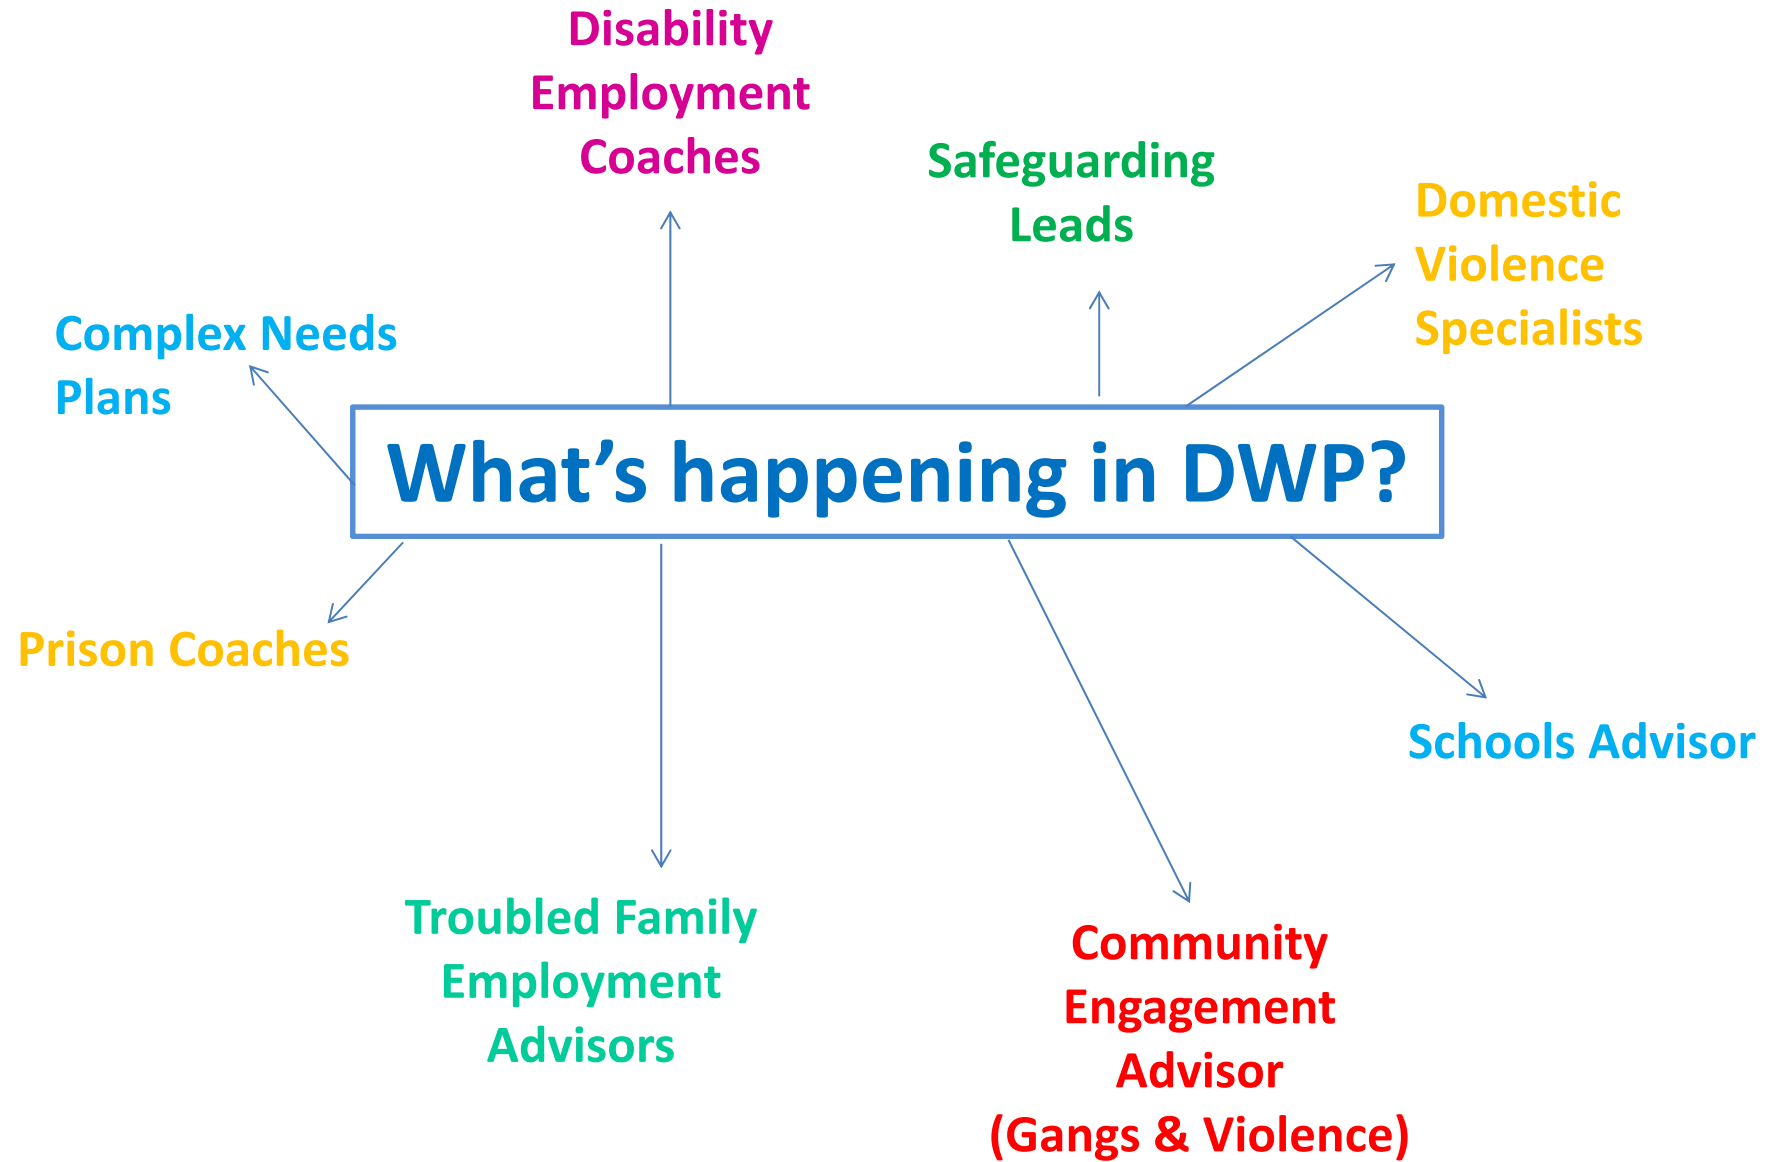 Disability
Employment
Coaches
Safeguarding
Leads
Domestic
Violence
Specialists
Complex Needs
Plans
What’s happening in DWP?
Prison Coaches
Schools Advisor
Troubled Family
Employment
Advisors
Community
Engagement
Advisor
(Gangs & Violence)